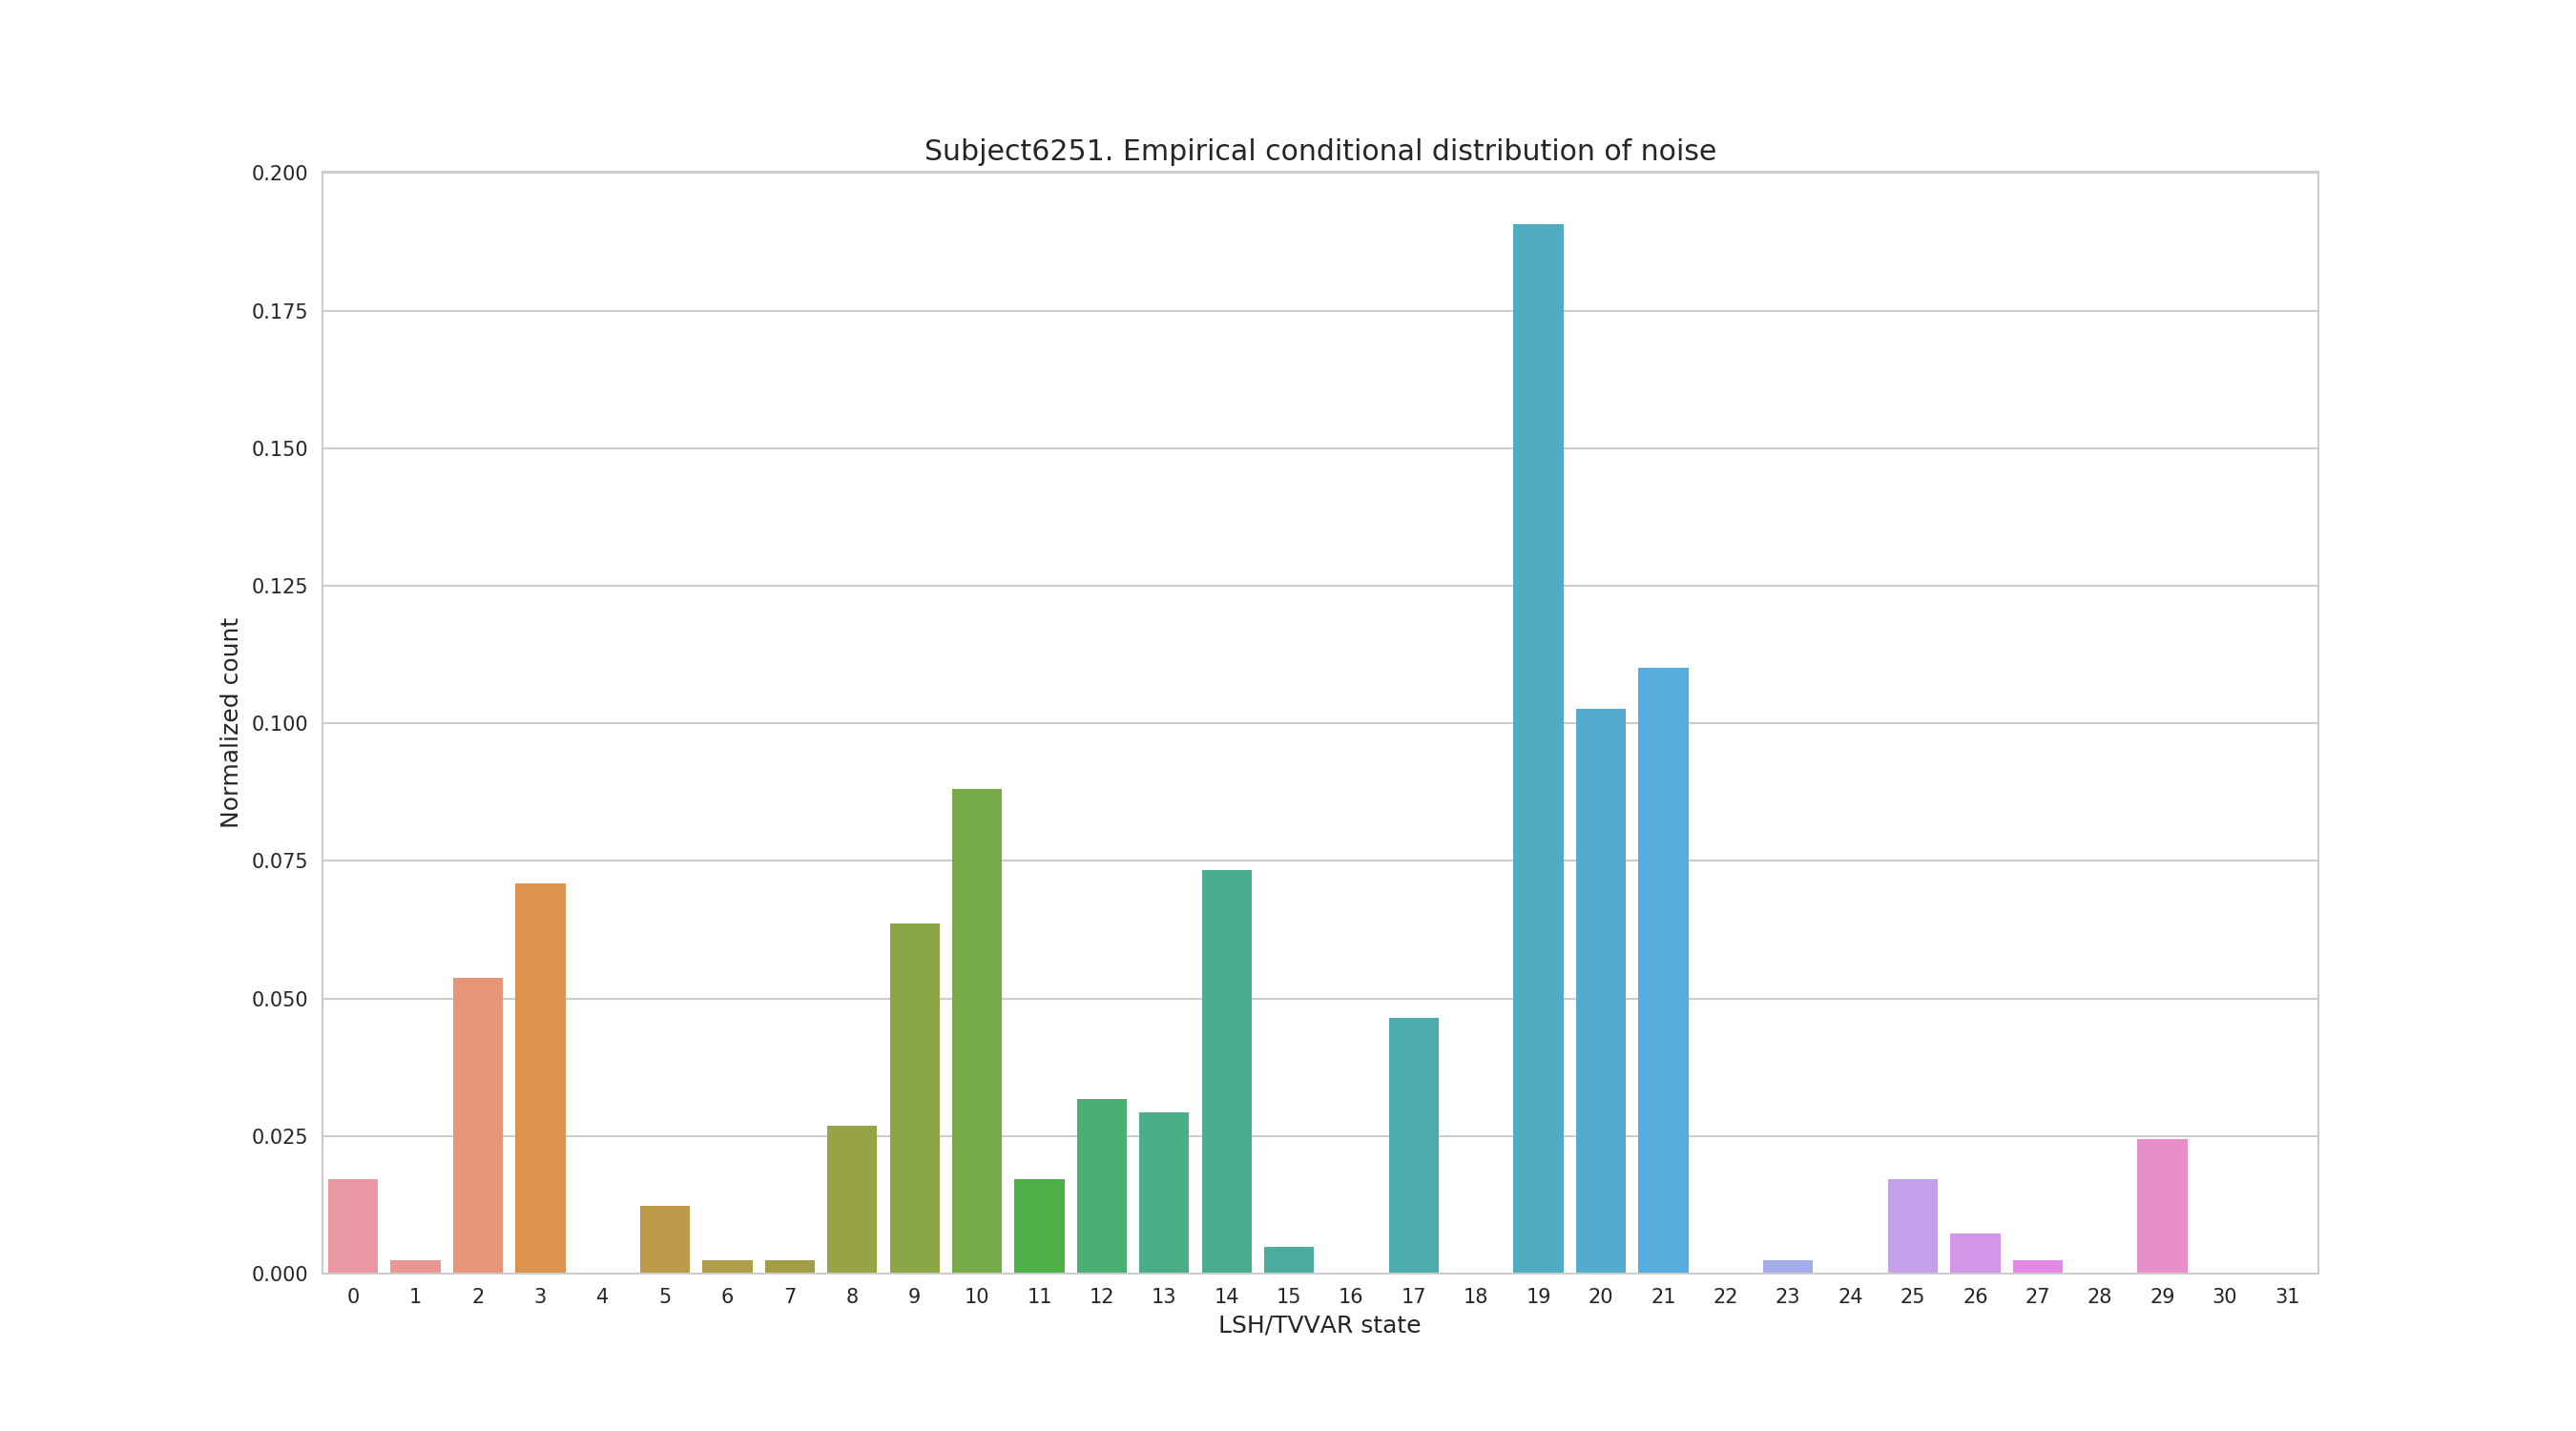 Subject6251. Empirical conditional distribution of noise
0.200
0.175
0.150
0.125
0.100
0.075
0.050
0.025
0.000
Normalized count
0 1 2 3 4 5 6 7 8 9 10 11 12 13 14 15 16 17 18 19 20 21 22 23 24 25 26 27 28 29 30 31
LSH/TVVAR state